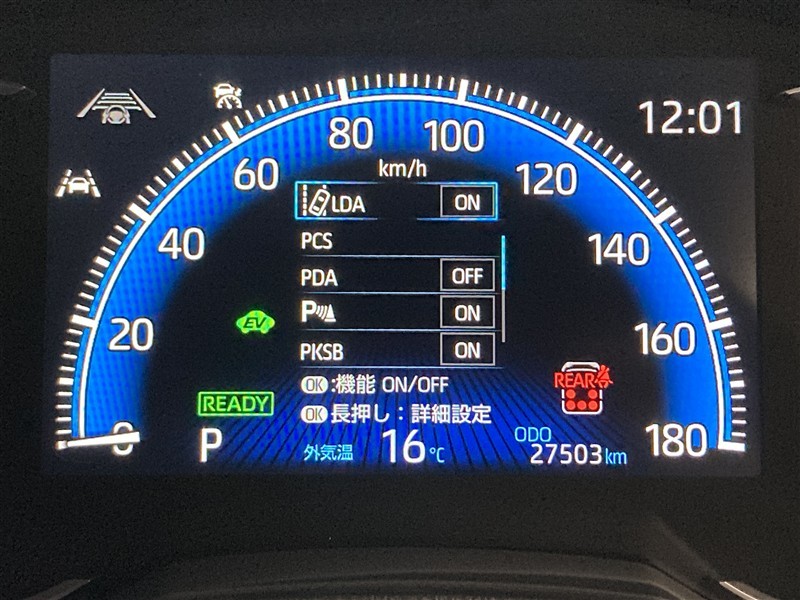 12:01
80 100
km/h
60 120
LDA ON
40 140
PCS
PDA OFF
P ON
20 EV 160
PKSB ON
REAR
OK:機能 ON/OFF
READY
OK長押し：詳細設定
0 P 外気温 16℃ ODO 27503km 180